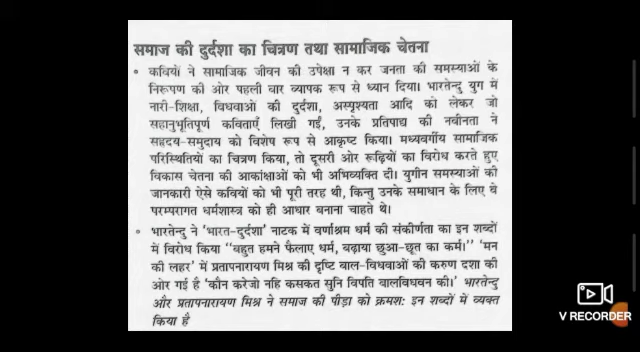 समाज की दुर्दशा का चित्रण तथा सामाजिक चेतना
• कवियों ने सामाजिक जीवन की उपेक्षा न कर जनता की समस्याओं के
निरूपण की ओर पहली बार व्यापक रूप से ध्यान दिया। भारतेन्दु युग में
नारी-शिक्षा, विधवाओं की दुर्दशा, अस्पृश्यता आदि को लेकर जो
सहानुभूतिपूर्ण कविताएँ लिखी गईं, उनके प्रतिपाद्य की नवीनता ने
सहृदय-समुदाय को विशेष रूप से आकृष्ट किया। मध्यवर्गीय सामाजिक
परिस्थितियों का चित्रण किया, तो दूसरी ओर रूढ़ियों का विरोध करते हुए
विकास चेतना की आकांक्षाओं को भी अभिव्यक्ति दी। युगीन समस्याओं की
जानकारी ऐसे कवियों को भी पूरी तरह थी, किन्तु उनके समाधान के लिए वे
परम्परागत धर्मशास्त्र को ही आधार बनाना चाहते थे।
• भारतेन्दु ने 'भारत-दुर्दशा' नाटक में वर्णाश्रम धर्म की संकीर्णता का इन शब्दों
में विरोध किया "बहुत हमने फैलाए धर्म, बढ़ाया छुआ-छूत का कर्म।" 'मन
की लहर' में प्रतापनारायण मिश्र की दृष्टि बाल-विधवाओं की करुण दशा की
ओर गई है 'कौन करेजो नहि कसकत सुनि विपति बालविधवन की।' भारतेन्दु
और प्रतापनारायण मिश्र ने समाज की पीड़ा को क्रमशः इन शब्दों में व्यक्त
किया है
V RECORDER